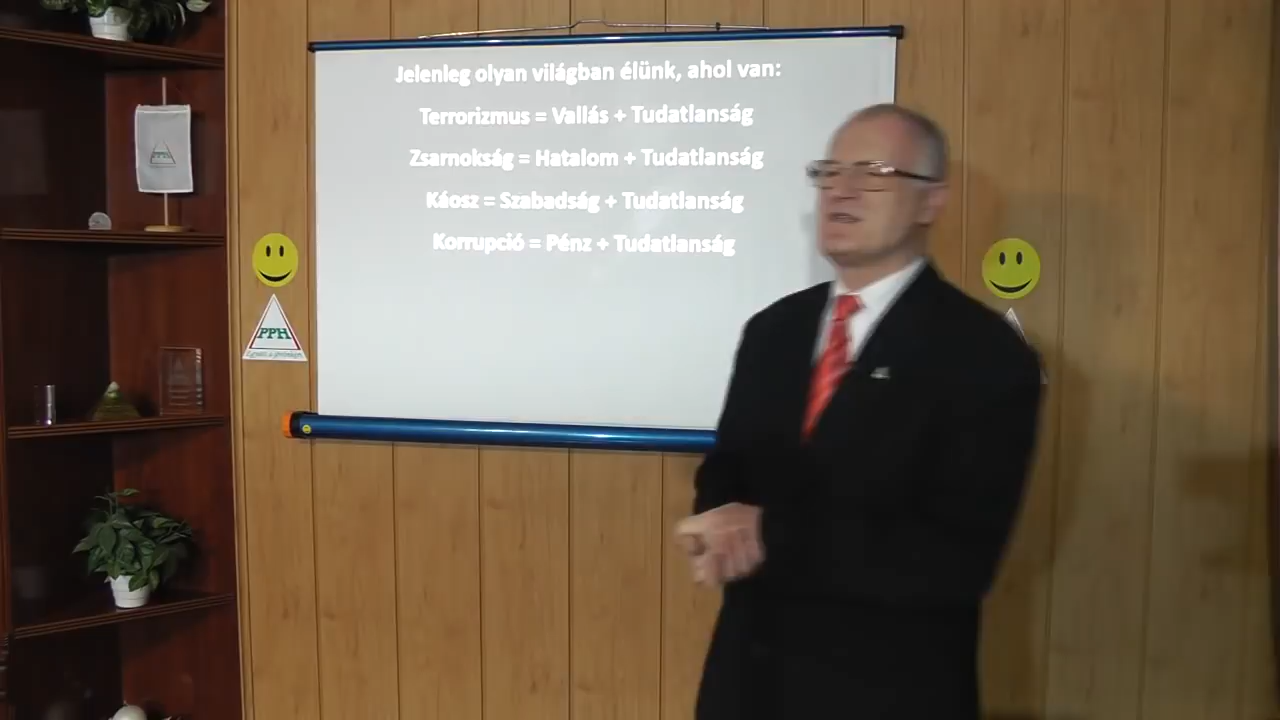 Jelenleg olyan világban élünk, ahol van:
Terrorizmus = Vallás + Tudatlanság
Zsarnokság = Hatalom + Tudatlanság
Káosz = Szabadság + Tudatlanság
Korrupció = Pénz + Tudatlanság
PPH